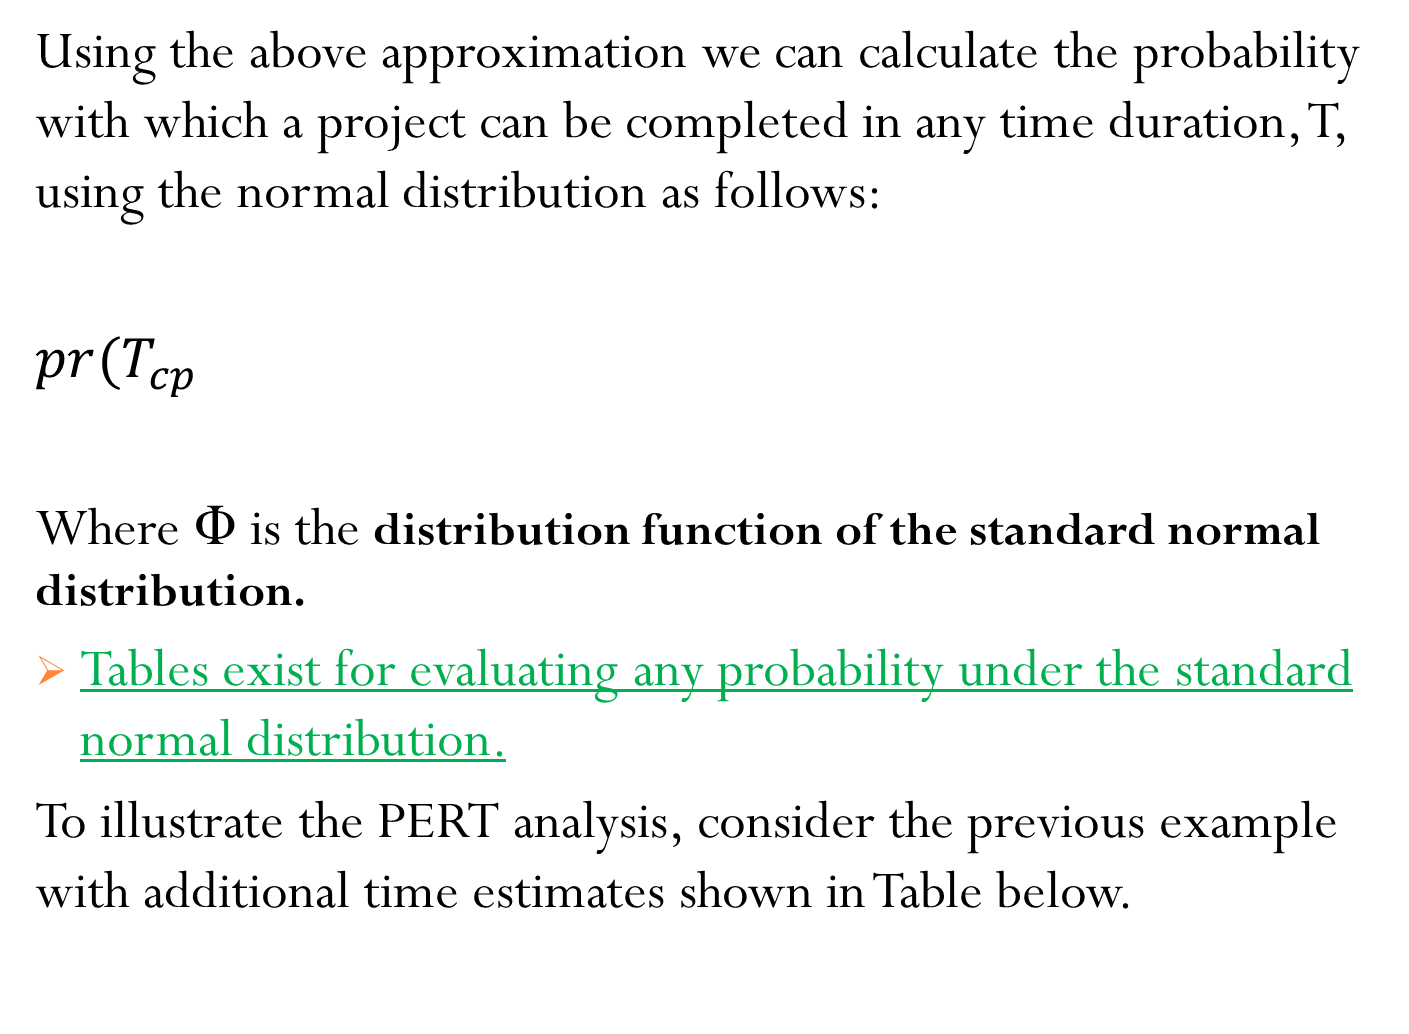 Using the above approximation we can calculate the probability
with which a project can be completed in any time duration, T,
using the normal distribution as follows:
pr(T_cp
Where Φ is the distribution function of the standard normal
distribution.
➢ Tables exist for evaluating any probability under the standard
normal distribution.
To illustrate the PERT analysis, consider the previous example
with additional time estimates shown in Table below.